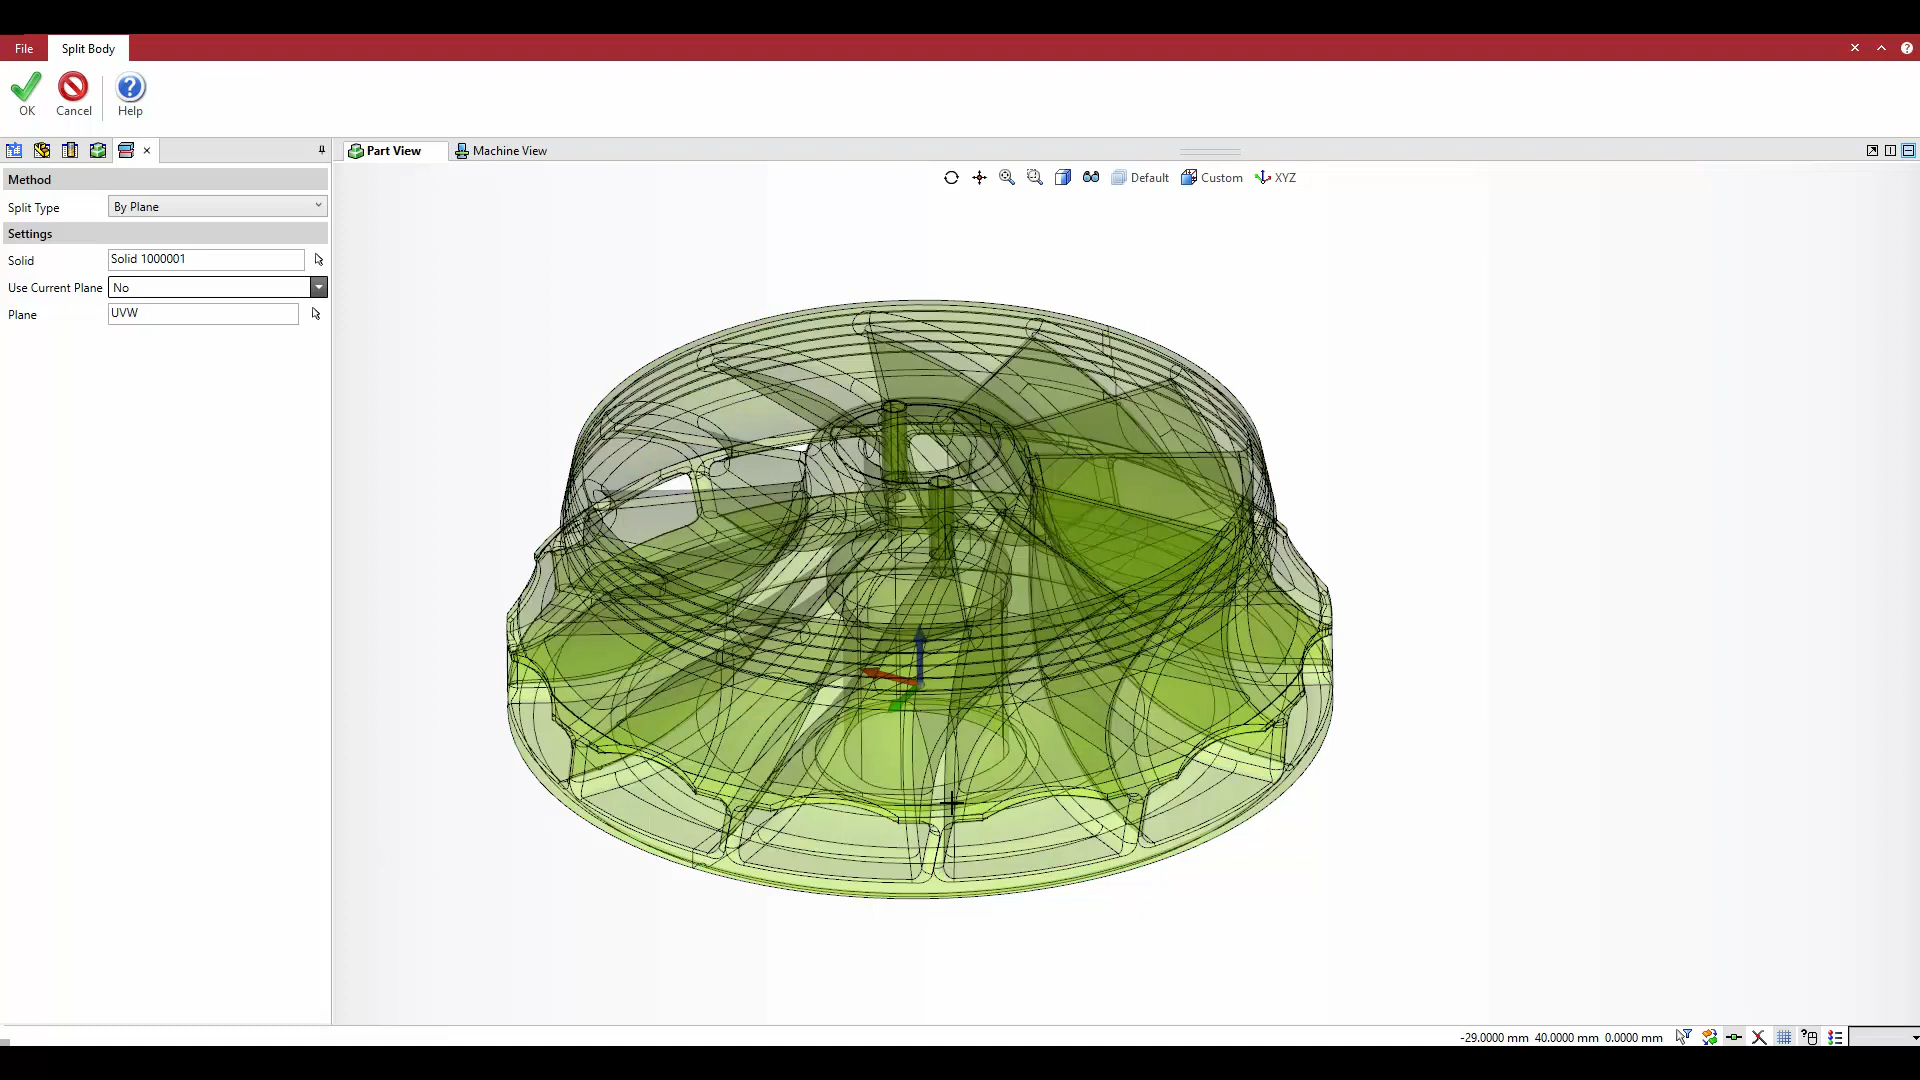 File Split Body
OK Cancel Help
Part View Machine View
Method
Default Custom XYZ
Split Type By Plane
Settings
Solid Solid 1000001
Use Current Plane No
Plane UVW
-29.0000 mm 40.0000 mm 0.0000 mm